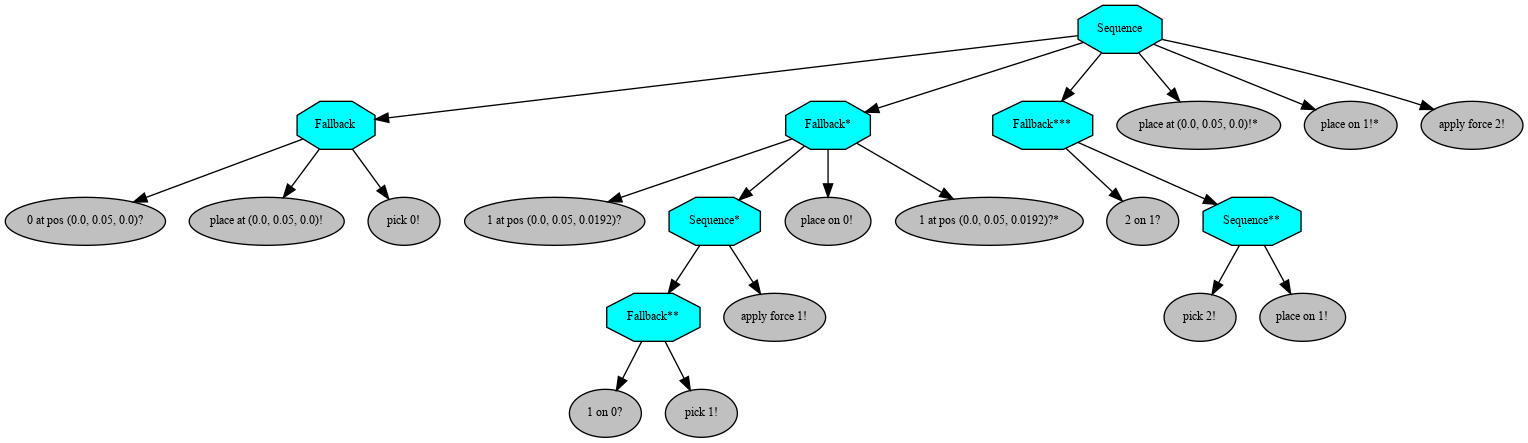 Sequence
Fallback
Fallback*
Fallback***
place at (0.0, 0.05, 0.0)!*
place on 1!*
apply force 2!
0 at pos (0.0, 0.05, 0.0)?
place at (0.0, 0.05, 0.0)!
pick 0!
1 at pos (0.0, 0.05, 0.0192)?
Sequence*
place on 0!
1 at pos (0.0, 0.05, 0.0192)?*
2 on 1?
Sequence**
Fallback**
apply force 1!
pick 2!
place on 1!
1 on 0?
pick 1!